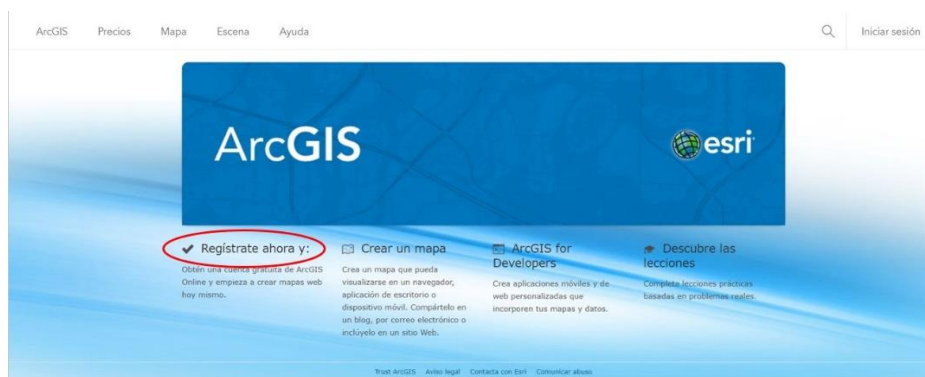 ArcGIS Precios Mapa Escena Ayuda Iniciar sesión
ArcGIS
esri
Regístrate ahora y:
Obtén una cuenta gratuita de ArcGIS
Online y empieza a crear mapas web
hoy mismo.
Crear un mapa
Crea un mapa que pueda
visualizarse en un navegador,
aplicación de escritorio o
dispositivo móvil. Compártelo en
un blog, por correo electrónico o
inclúyelo en un sitio Web.
ArcGIS for
Developers
Crea aplicaciones móviles y de
web personalizadas que
incorporen tus mapas y datos.
Descubre las
lecciones
Completa lecciones prácticas
basadas en problemas reales.
Trust ArcGIS Aviso legal Contacta con Esri Comunicar abuso